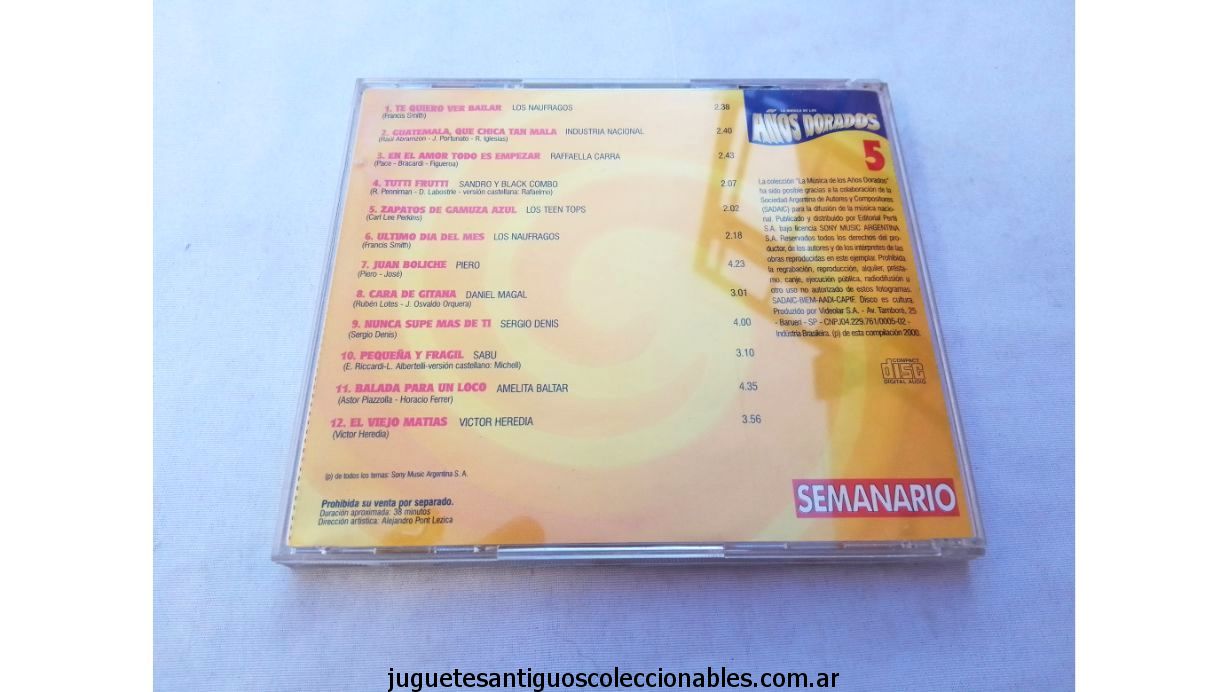 1. TE QUIERO VER BAILAR LOS NAUFRAGOS 2.38
(Francis Smith)
2. GUATEMALA, QUE CHICA TAN MALA INDUSTRIA NACIONAL 2.40
(Raúl Abramzon - J. Portunato - R. Iglesias)
3. EN EL AMOR TODO ES EMPEZAR RAFFAELLA CARRA 2.43
(Pace - Bracardi - Figueroa)
4. TUTTI FRUTTI SANDRO Y BLACK COMBO 2.07
(R. Penniman - D. Labostrie - versión castellana: Rafaelmo)
5. ZAPATOS DE GAMUZA AZUL LOS TEEN TOPS 2.02
(Carl Lee Perkins)
6. ULTIMO DIA DEL MES LOS NAUFRAGOS 2.18
(Francis Smith)
7. JUAN BOLICHE PIERO 4.23
(Piero - José)
8. CARA DE GITANA DANIEL MAGAL 3.01
(Rubén Lotes - J. Osvaldo Orquera)
9. NUNCA SUPE MAS DE TI SERGIO DENIS 4.00
(Sergio Denis)
10. PEQUEÑA Y FRAGIL SABU 3.10
(E. Riccardi-L. Albertelli-versión castellano: Michell)
11. BALADA PARA UN LOCO AMELITA BALTAR 4.35
(Astor Piazzolla - Horacio Ferrer)
12. EL VIEJO MATIAS VICTOR HEREDIA 3.56
(Víctor Heredia)
(p) de todos los temas: Sony Music Argentina S. A.
Prohibida su venta por separado.
Duración aproximada: 38 minutos
Dirección artística: Alejandro Pont Lezica
LA MUSICA DE LOS
AÑOS DORADOS
5
La colección "La Música de los Años Dorados"
ha sido posible gracias a la colaboración de la
Sociedad Argentina de Autores y Compositores
(SADAIC) para la difusión de la música nacio-
nal. Publicado y distribuido por Editorial Perfil
S.A. bajo licencia SONY MUSIC ARGENTINA
S.A. Reservados todos los derechos del pro-
ductor, de los autores y de los intérpretes de las
obras reproducidas en este ejemplar. Prohibida
la regrabación, reproducción, alquiler, présta-
mo, canje, ejecución pública, radiodifusión u
otro uso no autorizado de estos fotogramas.
SADAIC-BIEM-AADI-CAPIF. Disco es cultura.
Produzido por Videolar S.A. - Av. Tamboré, 25
- Barueri - SP - CNPJ.04.229.761/0005-02 -
Indústria Brasileira. (p) de esta compilación 2000.
COMPACT
disc
DIGITAL AUDIO
SEMANARIO
juguetesantiguoscoleccionables.com.ar